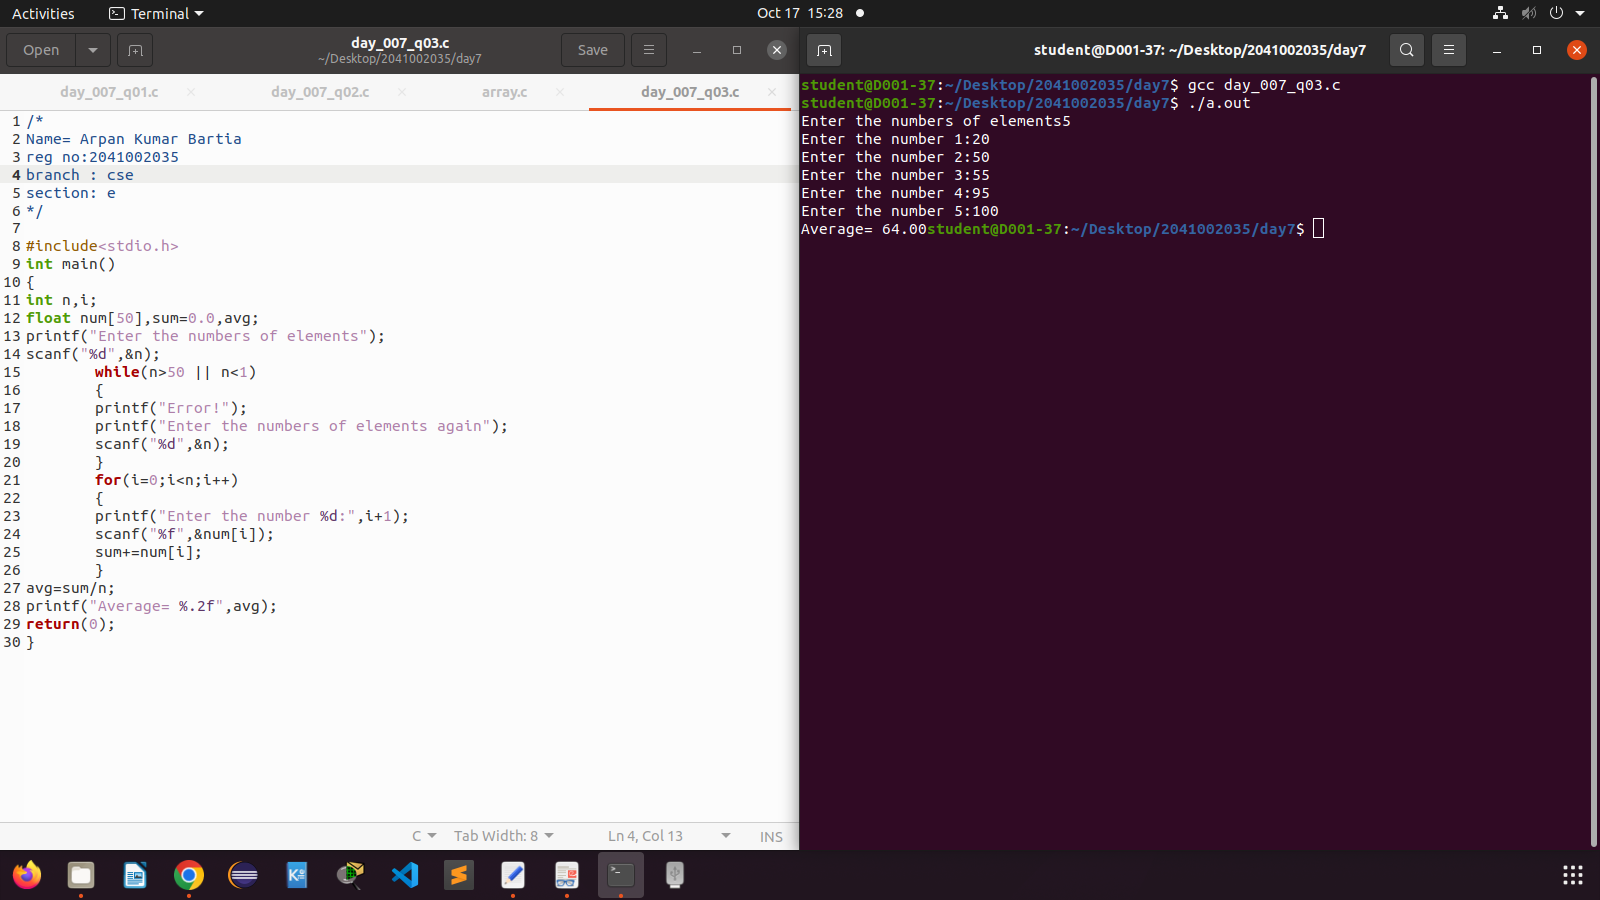 Activities
Terminal
Oct 17 15:28
Open
day_007_q03.c
~/Desktop/2041002035/day7
Save
student@D001-37: ~/Desktop/2041002035/day7
day_007_q01.c
day_007_q02.c
array.c
day_007_q03.c
1 /*
2 Name= Arpan Kumar Bartia
3 reg no:2041002035
4 branch : cse
5 section: e
6 */
7
8 #include<stdio.h>
9 int main()
10 {
11 int n,i;
12 float num[50],sum=0.0,avg;
13 printf("Enter the numbers of elements");
14 scanf("%d",&n);
15 while(n>50 || n<1)
16 {
17 printf("Error!");
18 printf("Enter the numbers of elements again");
19 scanf("%d",&n);
20 }
21 for(i=0;i<n;i++)
22 {
23 printf("Enter the number %d:",i+1);
24 scanf("%f",&num[i]);
25 sum+=num[i];
26 }
27 avg=sum/n;
28 printf("Average= %.2f",avg);
29 return(0);
30 }
C
Tab Width: 8
Ln 4, Col 13
INS
student@D001-37:~/Desktop/2041002035/day7$ gcc day_007_q03.c
student@D001-37:~/Desktop/2041002035/day7$ ./a.out
Enter the numbers of elements5
Enter the number 1:20
Enter the number 2:50
Enter the number 3:55
Enter the number 4:95
Enter the number 5:100
Average= 64.00student@D001-37:~/Desktop/2041002035/day7$